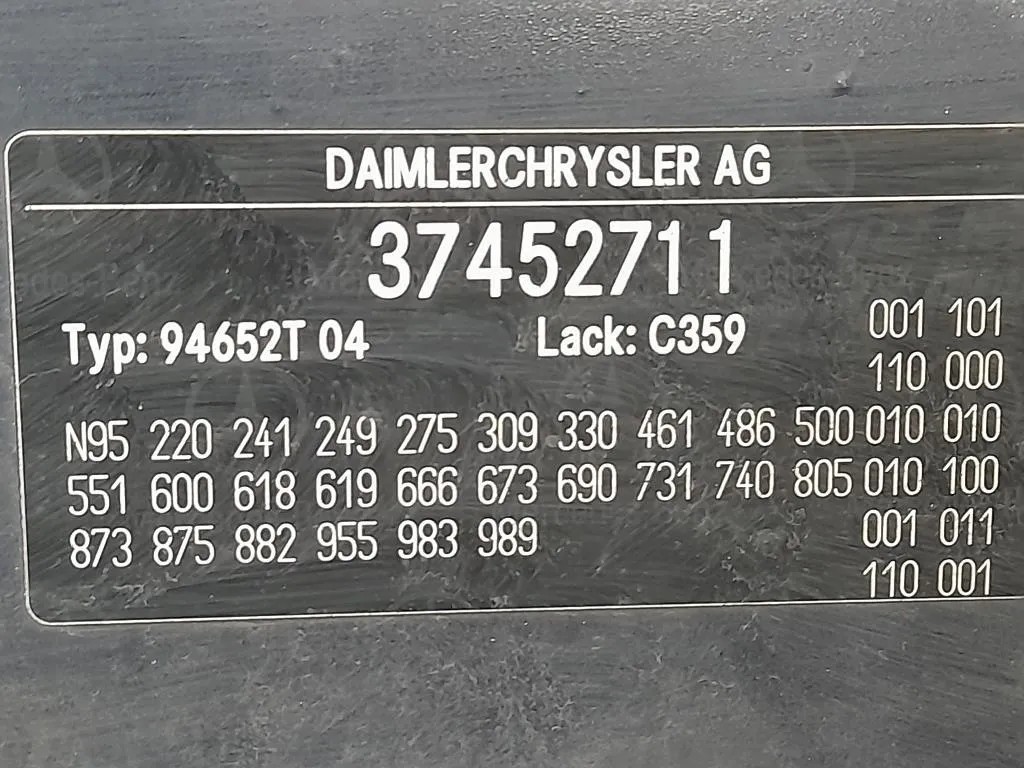 DAIMLERCHRYSLER AG
37452711
Typ: 94652T 04 Lack: C359
001 101
110 000
N95 220 241 249 275 309 330 461 486 500 010 010
551 600 618 619 666 673 690 731 740 805 010 100
873 875 882 955 983 989 001 011
110 001